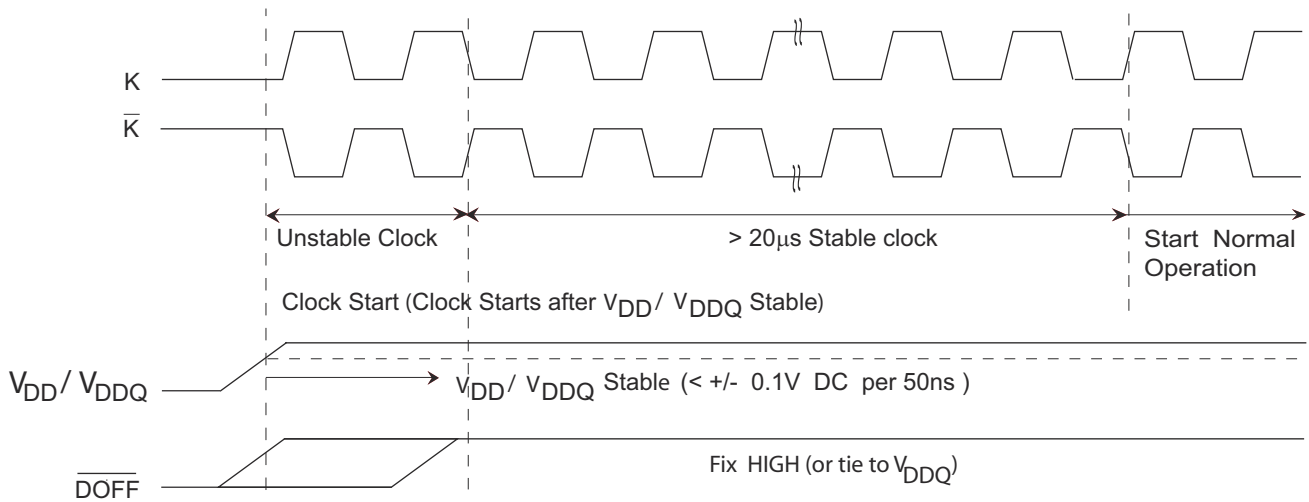 K
K
Unstable Clock
> 20μs Stable clock
Start Normal
Operation
Clock Start (Clock Starts after VDD / VDDQ Stable)
VDD / VDDQ
VDD / VDDQ Stable (< +/- 0.1V DC per 50ns )
DOFF
Fix HIGH (or tie to VDDQ)